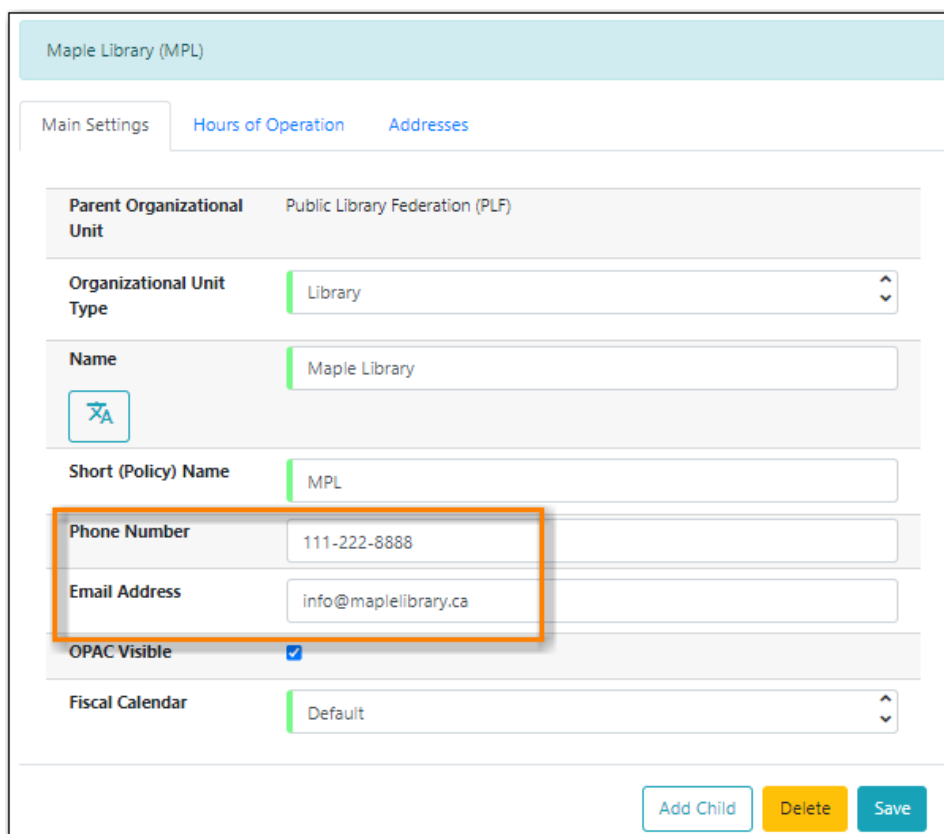 Maple Library (MPL)
Main Settings Hours of Operation Addresses
Parent Organizational Unit Public Library Federation (PLF)
Organizational Unit Type Library
Name Maple Library
Short (Policy) Name MPL
Phone Number 111-222-8888
Email Address info@maplelibrary.ca
OPAC Visible
Fiscal Calendar Default
Add Child Delete Save